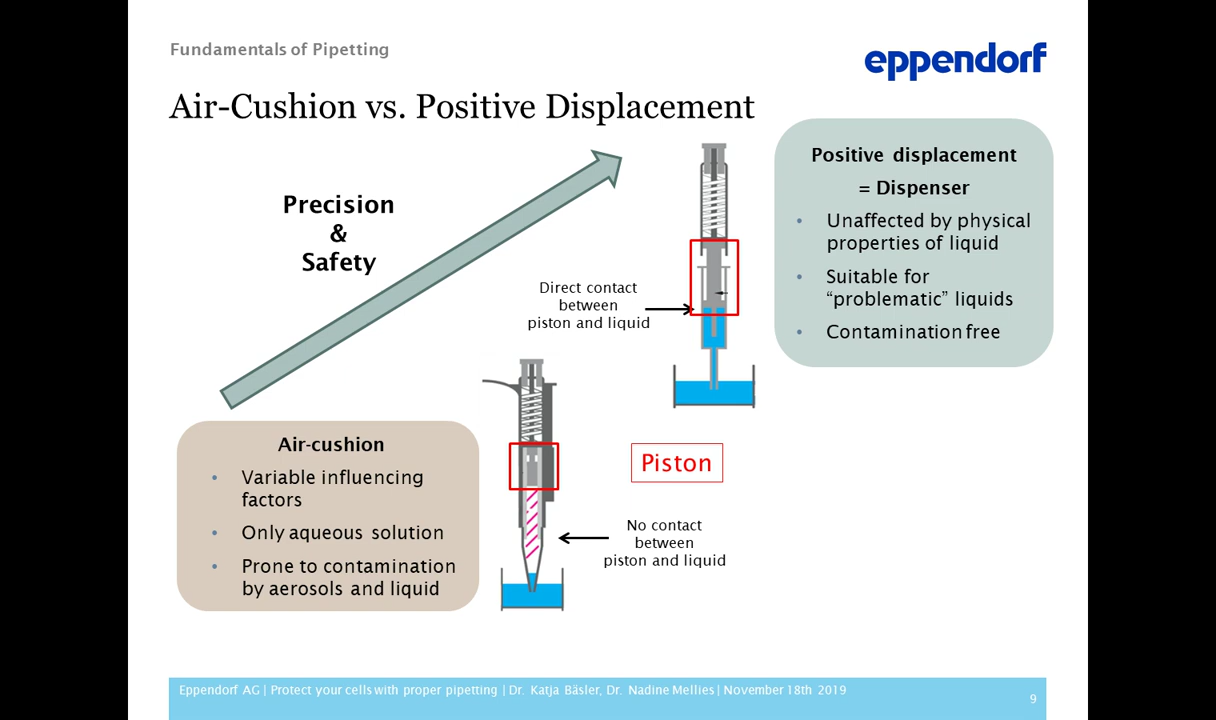 Fundamentals of Pipetting
eppendorf
Air-Cushion vs. Positive Displacement
Precision
&
Safety
Positive displacement
= Dispenser
• Unaffected by physical
properties of liquid
• Suitable for
“problematic” liquids
• Contamination free
Direct contact
between
piston and liquid
Air-cushion
• Variable influencing
factors
• Only aqueous solution
• Prone to contamination
by aerosols and liquid
Piston
No contact
between
piston and liquid
Eppendorf AG | Protect your cells with proper pipetting | Dr. Katja Bäsler, Dr. Nadine Mellies | November 18th 2019
9